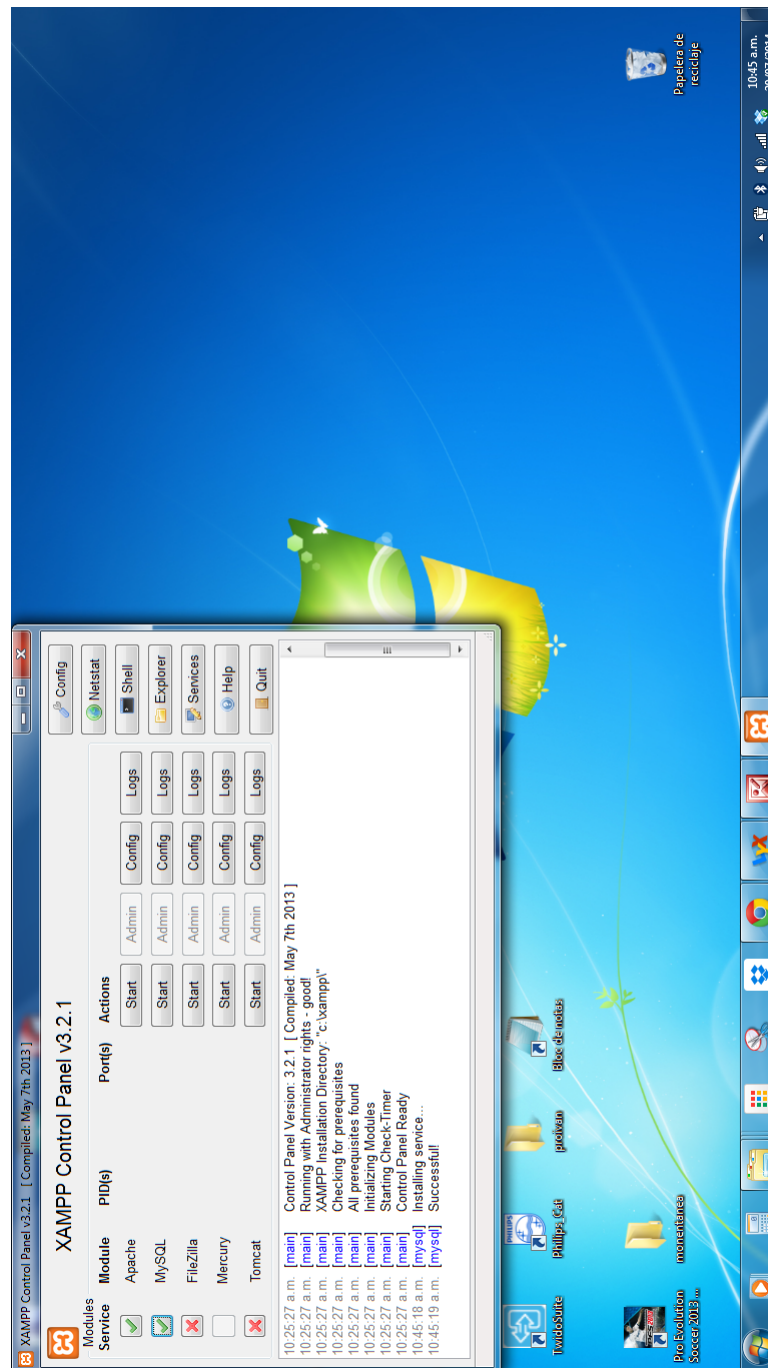 XAMPP Control Panel v3.2.1 [ Compiled: May 7th 2013 ]
XAMPP Control Panel v3.2.1
Config
Modules
Service Module PID(s) Port(s) Actions
Netstat
Apache Start Admin Config Logs
Shell
MySQL Start Admin Config Logs
Explorer
FileZilla Start Admin Config Logs
Services
Mercury Start Admin Config Logs
Help
Tomcat Start Admin Config Logs
Quit
10:25:27 a.m. [main] Control Panel Version: 3.2.1 [ Compiled: May 7th 2013 ]
10:25:27 a.m. [main] Running with Administrator rights - good!
10:25:27 a.m. [main] XAMPP Installation Directory: "c:\xampp\"
10:25:27 a.m. [main] Checking for prerequisites
10:25:27 a.m. [main] All prerequisites found
10:25:27 a.m. [main] Initializing Modules
10:25:27 a.m. [main] Starting Check-Timer
10:25:27 a.m. [main] Control Panel Ready
10:45:18 a.m. [mysql] Installing service...
10:45:19 a.m. [mysql] Successful!
PHILIPS
TwidoSuite
Philips_Cat
proivan
Bloc de notas
Pro Evolution
Soccer 2013 ...
monentanea
Papelera de
reciclaje
10:45 a.m.